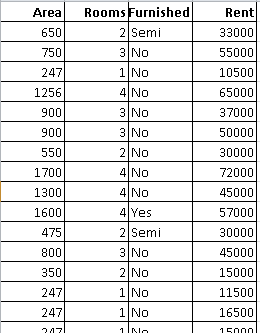 Area Rooms Furnished Rent
650 2 Semi 33000
750 3 No 55000
247 1 No 10500
1256 4 No 65000
900 3 No 37000
900 3 No 50000
550 2 No 30000
1700 4 No 72000
1300 4 No 45000
1600 4 Yes 57000
475 2 Semi 30000
800 3 No 45000
350 2 No 15000
247 1 No 11500
247 1 No 16500
247 1 No 15000